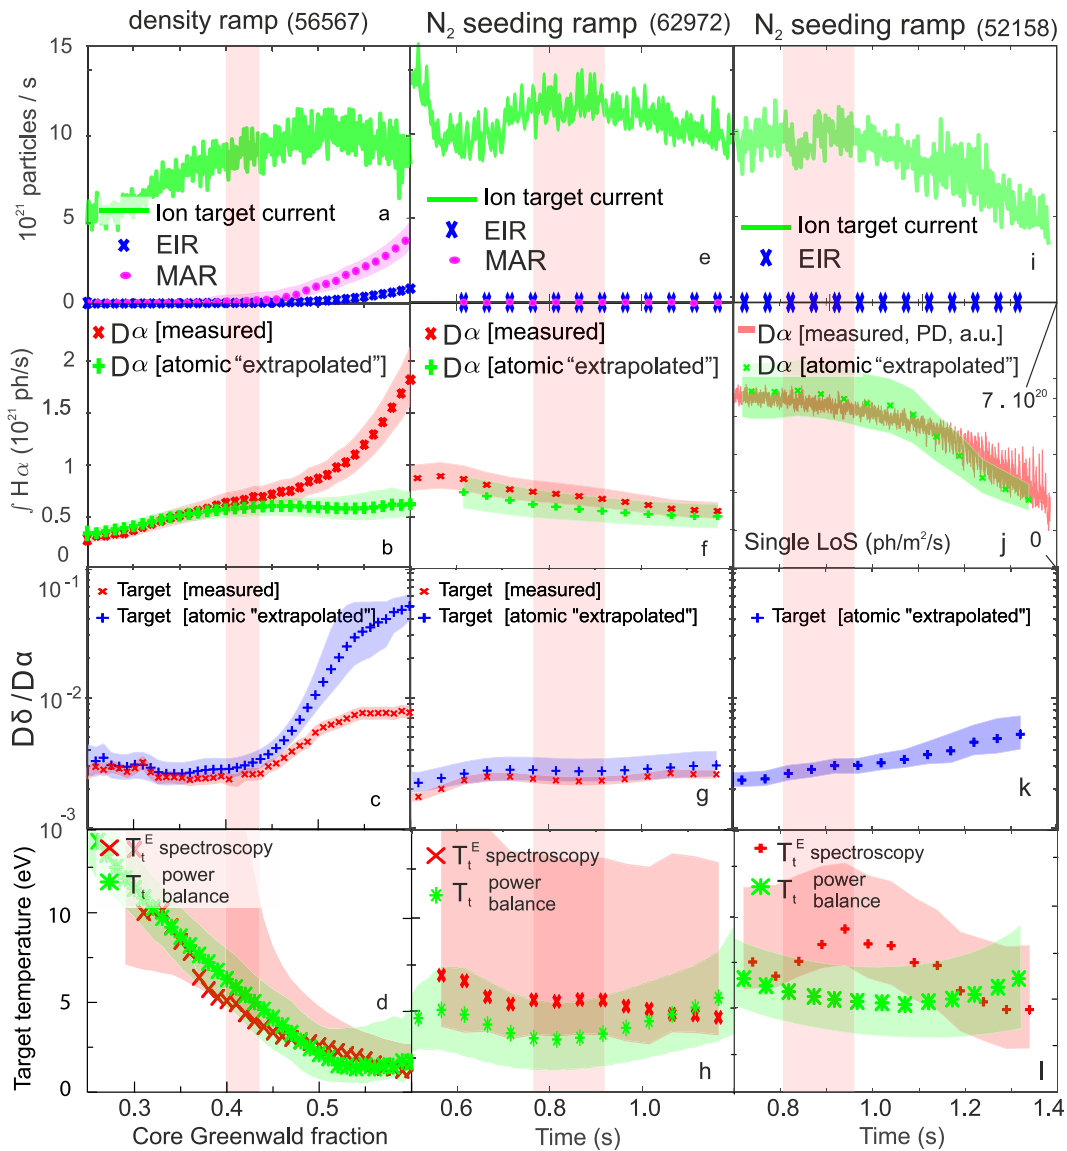 density ramp (56567)
N₂ seeding ramp (62972)
N₂ seeding ramp (52158)
15
10
5
0
10²¹ particles / s
Ion target current
a
EIR
MAR
Ion target current
EIR
e
MAR
Ion target current
EIR
i
2
1.5
1
0.5
0
∫ Hα (10²¹ ph/s)
Dα [measured]
Dα [atomic "extrapolated"]
b
Dα [measured]
Dα [atomic "extrapolated"]
f
Dα [measured, PD, a.u.]
Dα [atomic "extrapolated"]
7 . 10²⁰
Single LoS (ph/m²/s)
j
0
10⁻¹
10⁻²
10⁻³
Dδ/Dα
Target [measured]
Target [atomic "extrapolated"]
c
Target [measured]
Target [atomic "extrapolated"]
g
Target [atomic "extrapolated"]
k
10
10
5
0
Target temperature (eV)
Tₜᴱ spectroscopy
Tₜ power
balance
d
Tₜᴱ spectroscopy
Tₜ power
balance
h
Tₜᴱ spectroscopy
Tₜ power
balance
l
0.3 0.4 0.5
0.6 0.8 1.0
0.8 1.0 1.2 1.4
Core Greenwald fraction
Time (s)
Time (s)